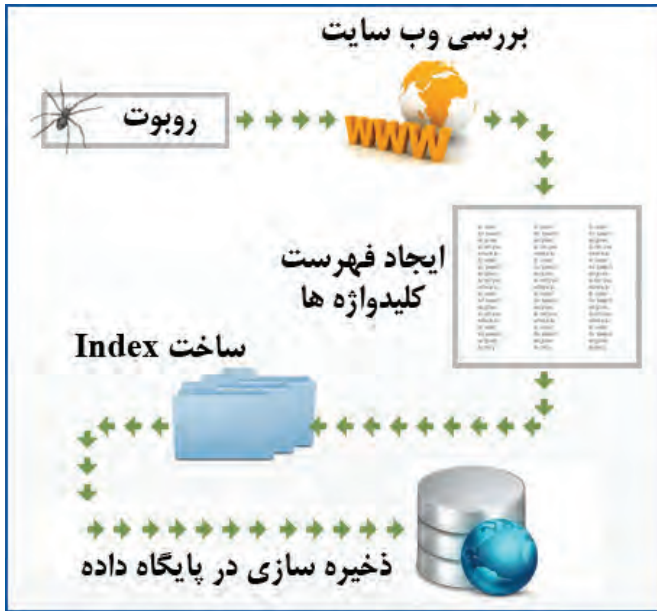 بررسی وب سایت
روبوت
WWW
ایجاد فهرست
کلیدواژه ها
ساخت Index
ذخیره سازی در پایگاه داده